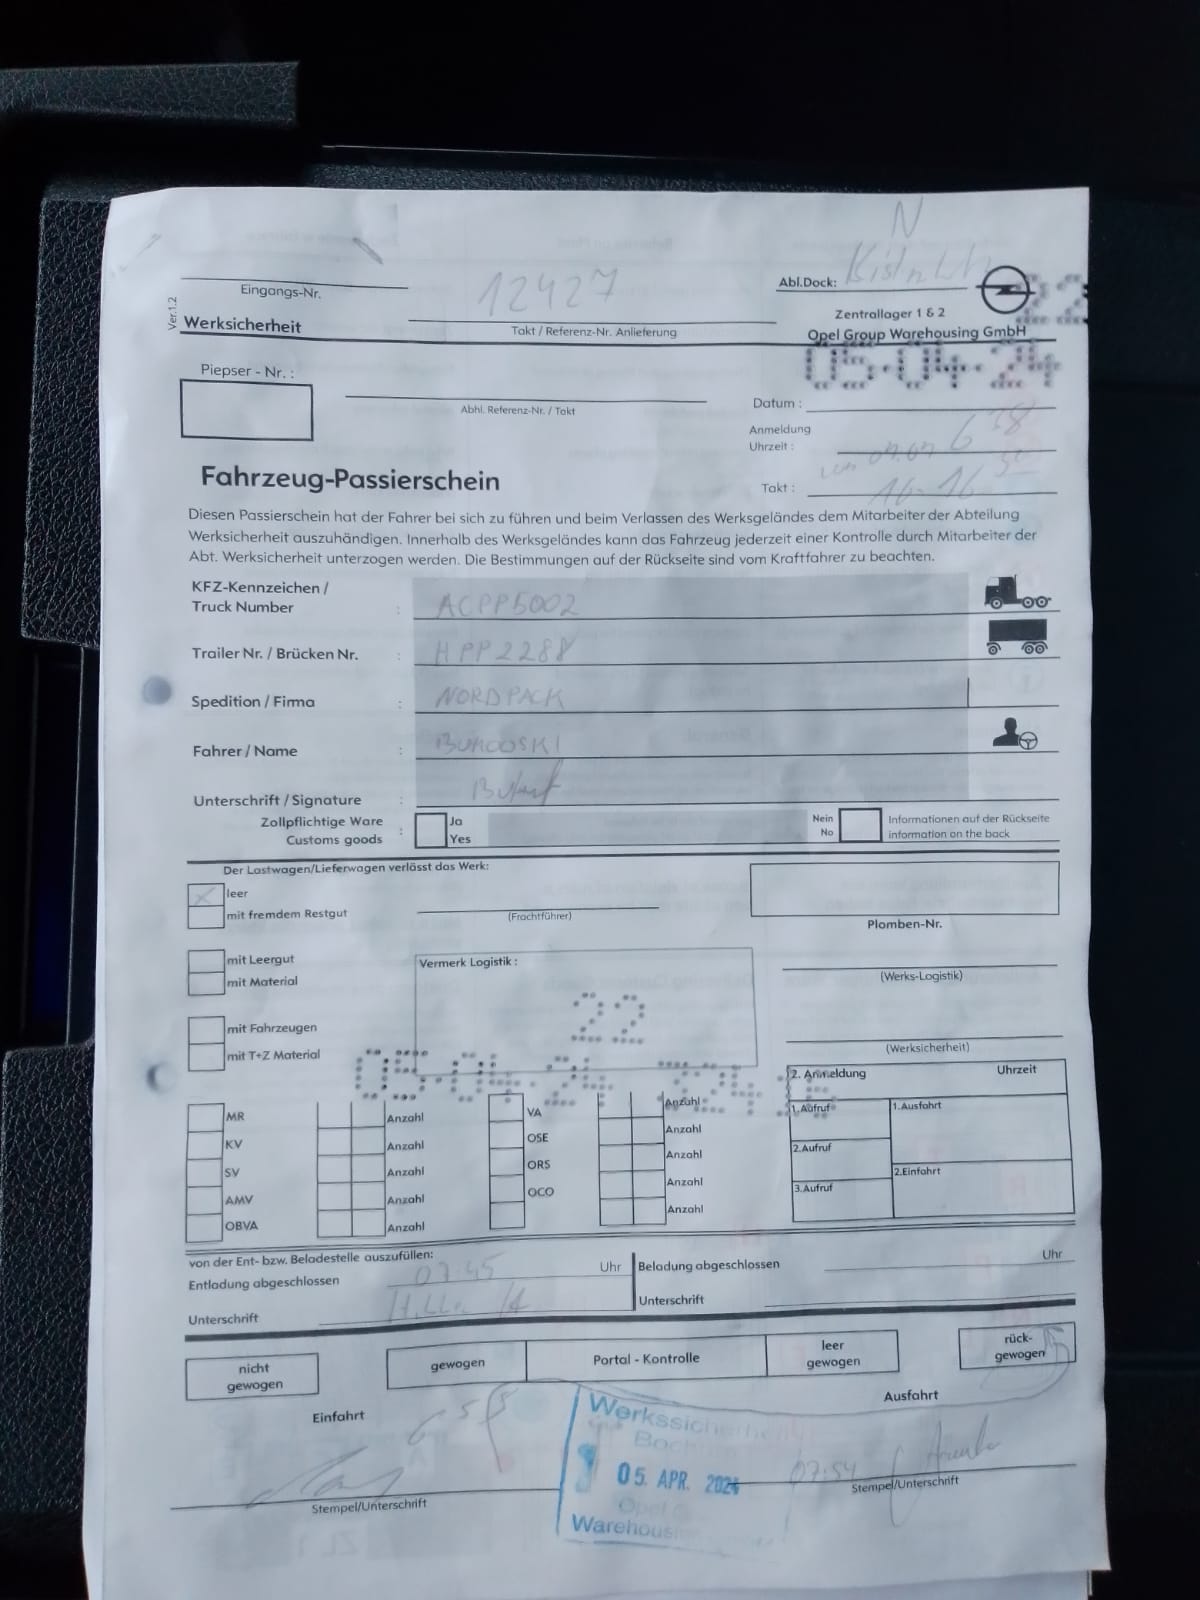 N
Eingangs-Nr.
12427
Abl.Dock:
22
Ver.1.2
Werksicherheit
Takt / Referenz-Nr. Anlieferung
Zentrallager 1 & 2
Opel Group Warehousing GmbH
05·04·24
Piepser - Nr. :
Abhl. Referenz-Nr. / Takt
Datum :
Anmeldung
Uhrzeit :
Takt :
Fahrzeug-Passierschein
Diesen Passierschein hat der Fahrer bei sich zu führen und beim Verlassen des Werksgeländes dem Mitarbeiter der Abteilung
Werksicherheit auszuhändigen. Innerhalb des Werksgeländes kann das Fahrzeug jederzeit einer Kontrolle durch Mitarbeiter der
Abt. Werksicherheit unterzogen werden. Die Bestimmungen auf der Rückseite sind vom Kraftfahrer zu beachten.
KFZ-Kennzeichen /
Truck Number : ACPP5002
Trailer Nr. / Brücken Nr. : HPP2288
Spedition / Firma : NORDPACK
Fahrer / Name :
Unterschrift / Signature :
Zollpflichtige Ware
Customs goods :
Ja
Yes
Nein
No
Informationen auf der Rückseite
information on the back
Der Lastwagen/Lieferwagen verlässt das Werk:
X leer
mit fremdem Restgut
(Frachtführer)
Plomben-Nr.
mit Leergut
mit Material
Vermerk Logistik :
22
(Werks-Logistik)
mit Fahrzeugen
mit T+Z Material
(Werksicherheit)
2. Anmeldung Uhrzeit
MR Anzahl VA Anzahl
1.Aufruf 1.Ausfahrt
KV Anzahl OSE Anzahl
2.Aufruf
SV Anzahl ORS Anzahl
2.Einfahrt
AMV Anzahl OCO Anzahl
3.Aufruf
OBVA Anzahl Anzahl
von der Ent- bzw. Beladestelle auszufüllen:
Entladung abgeschlossen 07:45 Uhr
Beladung abgeschlossen Uhr
Unterschrift
Unterschrift
nicht
gewogen
gewogen
Portal - Kontrolle
leer
gewogen
rück-
gewogen
Einfahrt
Ausfahrt
Werkssicherheit
05. APR. 2024
Opel
07:54
Stempel/Unterschrift
Stempel/Unterschrift